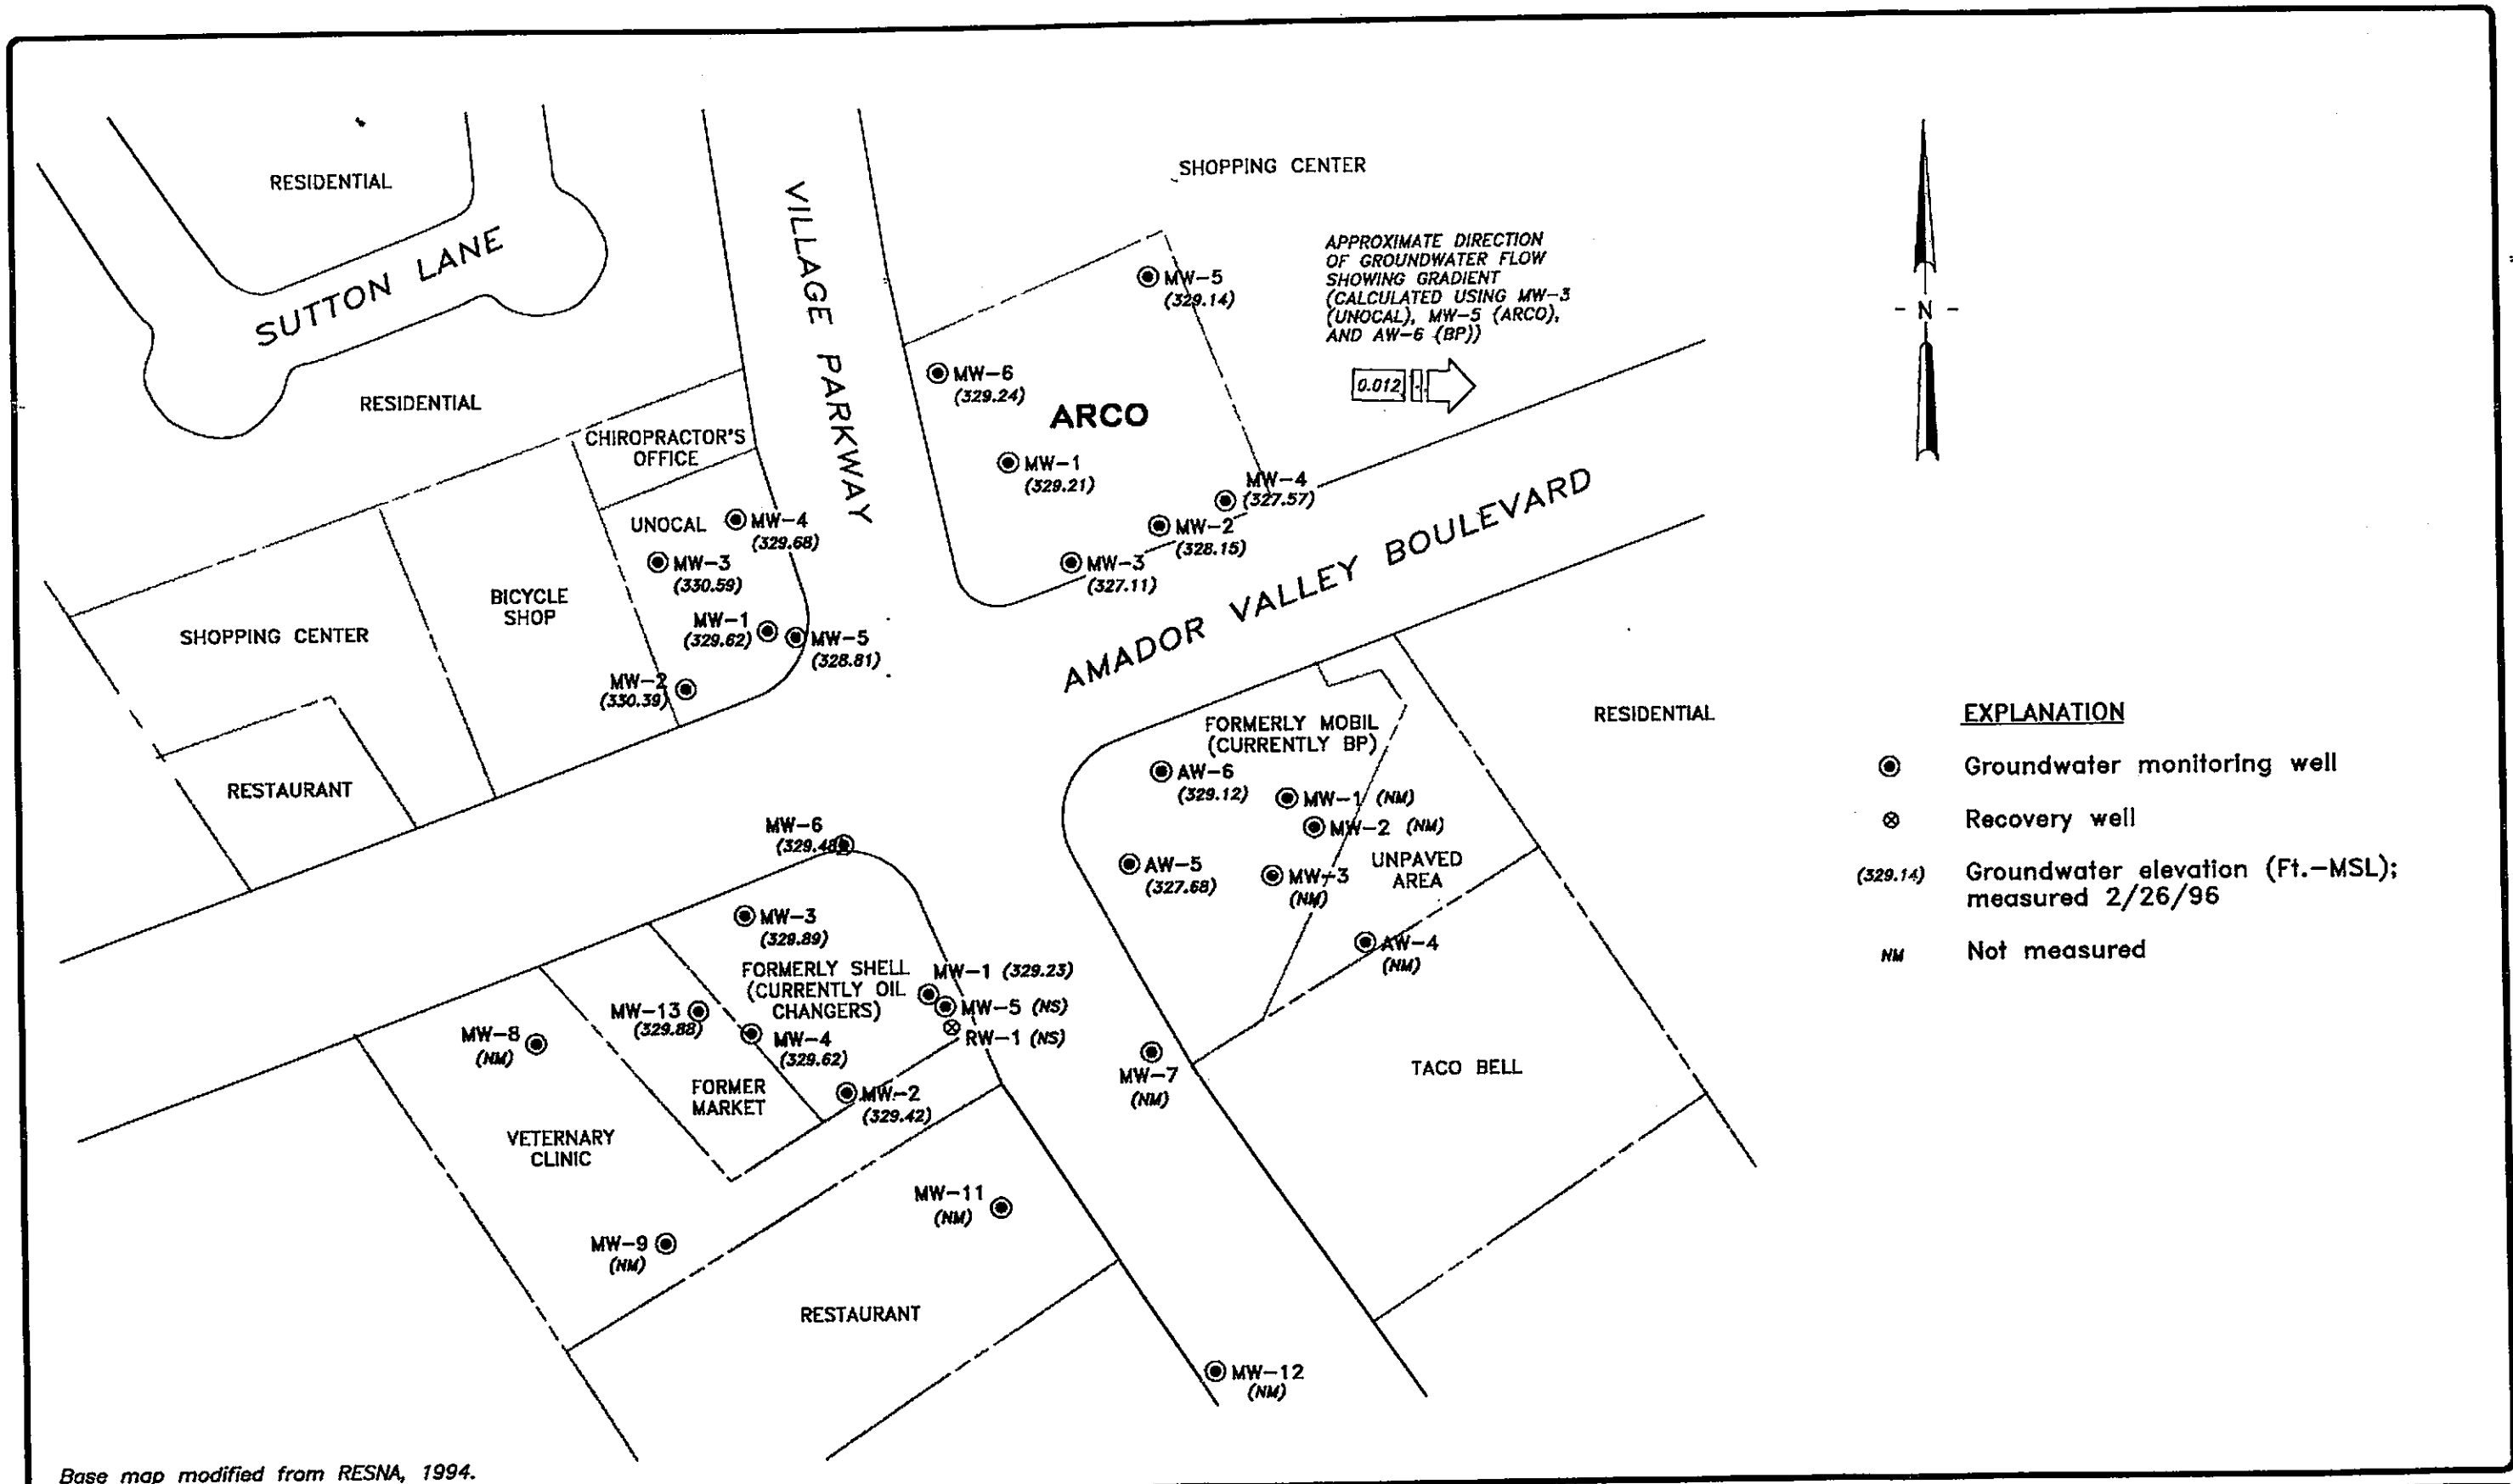 RESIDENTIAL
SUTTON LANE
RESIDENTIAL
VILLAGE PARKWAY
SHOPPING CENTER
APPROXIMATE DIRECTION
OF GROUNDWATER FLOW
SHOWING GRADIENT
(CALCULATED USING MW-3
(UNOCAL), MW-5 (ARCO),
AND AW-6 (BP))
0.012
- N -
MW-5
(329.14)
MW-6
(329.24)
ARCO
MW-1
(329.21)
MW-4
(327.57)
MW-2
(328.15)
MW-3
(327.11)
AMADOR VALLEY BOULEVARD
CHIROPRACTOR'S
OFFICE
UNOCAL
MW-4
(329.68)
MW-3
(330.59)
MW-1
(329.62)
MW-5
(328.81)
MW-2
(330.39)
BICYCLE
SHOP
SHOPPING CENTER
RESTAURANT
RESIDENTIAL
FORMERLY MOBIL
(CURRENTLY BP)
AW-6
(329.12)
MW-1 (NM)
MW-2 (NM)
AW-5
(327.68)
MW-3
(NM)
UNPAVED
AREA
AW-4
(NM)
MW-7
(NM)
TACO BELL
MW-6
(329.48)
MW-3
(329.89)
FORMERLY SHELL
(CURRENTLY OIL
CHANGERS)
MW-1 (329.23)
MW-5 (NS)
RW-1 (NS)
MW-13
(329.88)
MW-4
(329.62)
MW-8
(NM)
FORMER
MARKET
MW-2
(329.42)
VETERNARY
CLINIC
MW-11
(NM)
MW-9
(NM)
RESTAURANT
MW-12
(NM)
EXPLANATION
Groundwater monitoring well
Recovery well
(329.14) Groundwater elevation (Ft.-MSL);
measured 2/26/96
NM Not measured
Base map modified from RESNA, 1994.